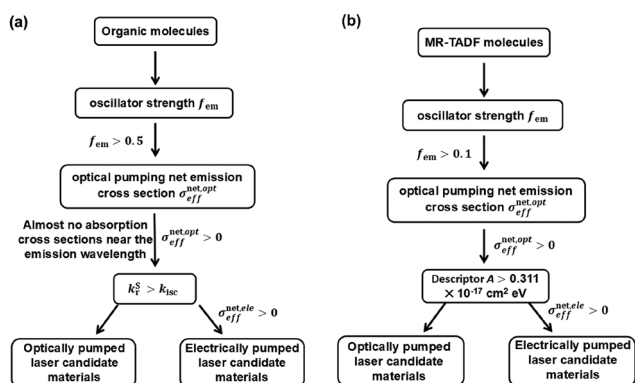 (a)
Organic molecules
oscillator strength f_em
f_em > 0.5
optical pumping net emission
cross section σ_eff^net,opt
Almost no absorption
cross sections near the
emission wavelength
σ_eff^net,opt > 0
k_r^S > k_isc
σ_eff^net,ele > 0
Optically pumped
laser candidate
materials
Electrically pumped
laser candidate
materials
(b)
MR-TADF molecules
oscillator strength f_em
f_em > 0.1
optical pumping net emission
cross section σ_eff^net,opt
σ_eff^net,opt > 0
Descriptor A > 0.311
× 10⁻¹⁷ cm² eV
σ_eff^net,ele > 0
Optically pumped
laser candidate
materials
Electrically pumped
laser candidate
materials